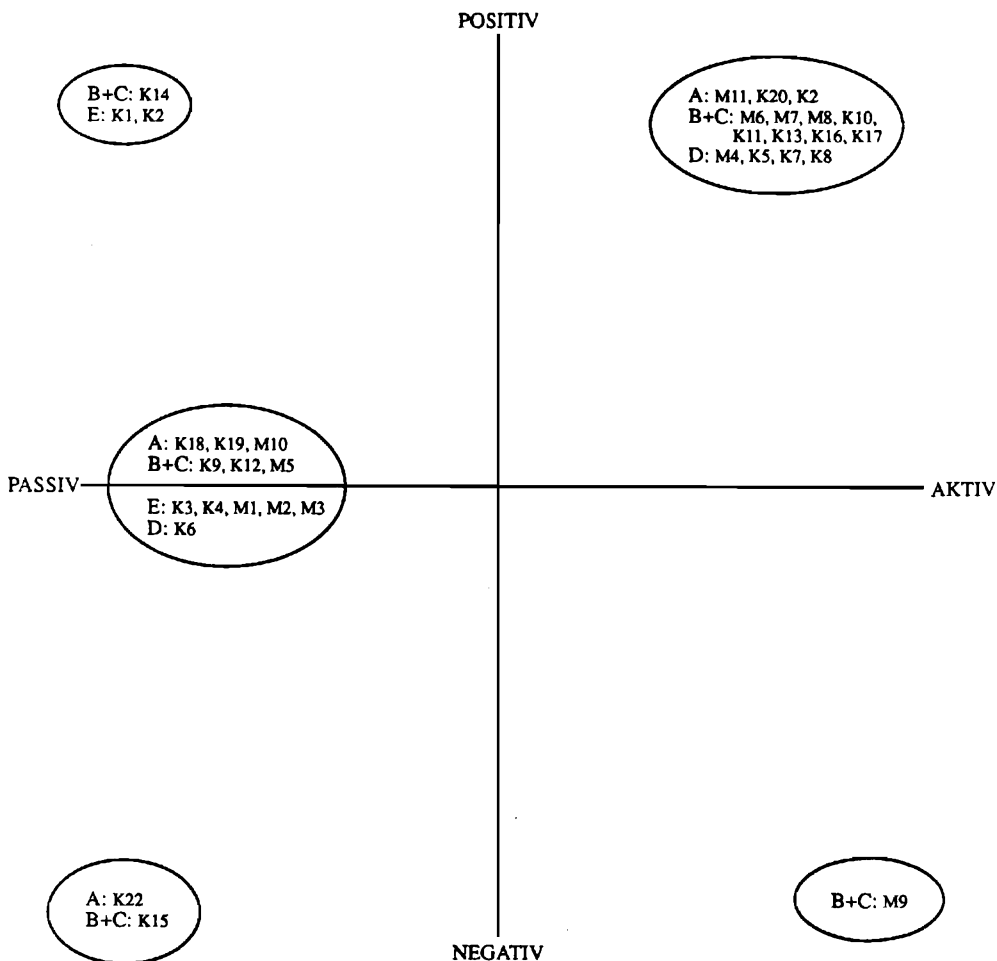 POSITIV
B+C: K14
E: K1, K2
A: M11, K20, K2
B+C: M6, M7, M8, K10,
K11, K13, K16, K17
D: M4, K5, K7, K8
A: K18, K19, M10
B+C: K9, K12, M5
PASSIV
AKTIV
E: K3, K4, M1, M2, M3
D: K6
A: K22
B+C: K15
B+C: M9
NEGATIV